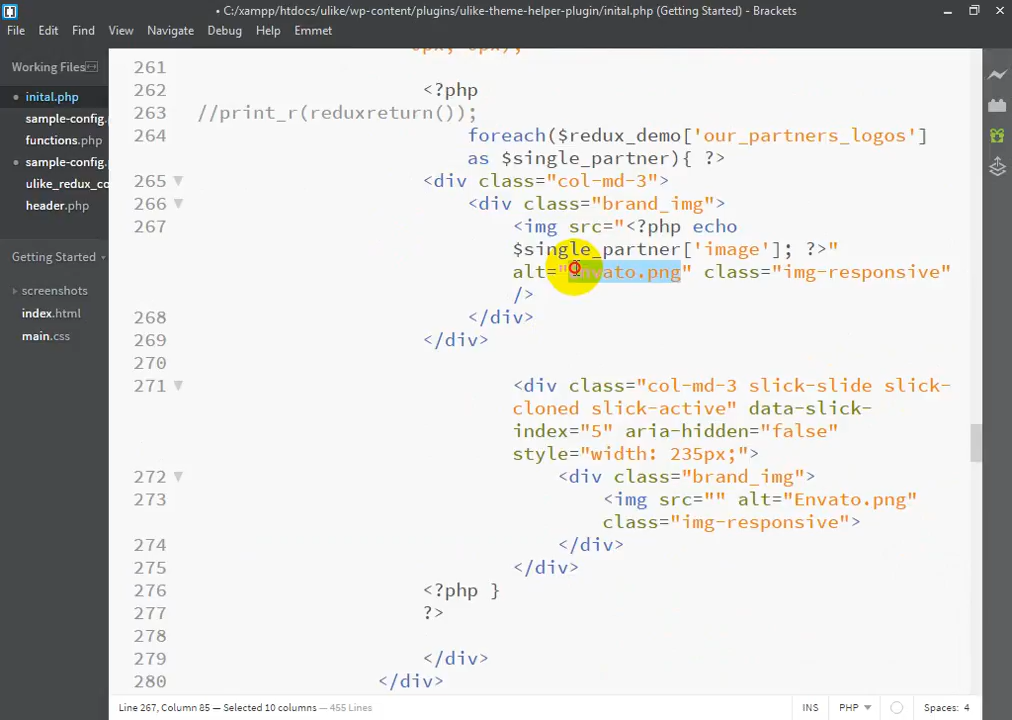 • C:/xampp/htdocs/ulike/wp-content/plugins/ulike-theme-helper-plugin/inital.php (Getting Started) - Brackets
File Edit Find View Navigate Debug Help Emmet
Working Files
inital.php
sample-config.
functions.php
sample-config.
ulike_redux_co
header.php
Getting Started
screenshots
index.html
main.css
261
262 <?php
263 //print_r(reduxreturn());
264 foreach($redux_demo['our_partners_logos']
as $single_partner){ ?>
265 <div class="col-md-3">
266 <div class="brand_img">
267 <img src="<?php echo
$single_partner['image']; ?>"
alt="Envato.png" class="img-responsive"
/>
268 </div>
269 </div>
270
271 <div class="col-md-3 slick-slide slick-
cloned slick-active" data-slick-
index="5" aria-hidden="false"
style="width: 235px;">
272 <div class="brand_img">
273 <img src="" alt="Envato.png"
class="img-responsive">
274 </div>
275 </div>
276 <?php }
277 ?>
278
279 </div>
280 </div>
Line 267, Column 85 — Selected 10 columns — 455 Lines
INS PHP Spaces: 4